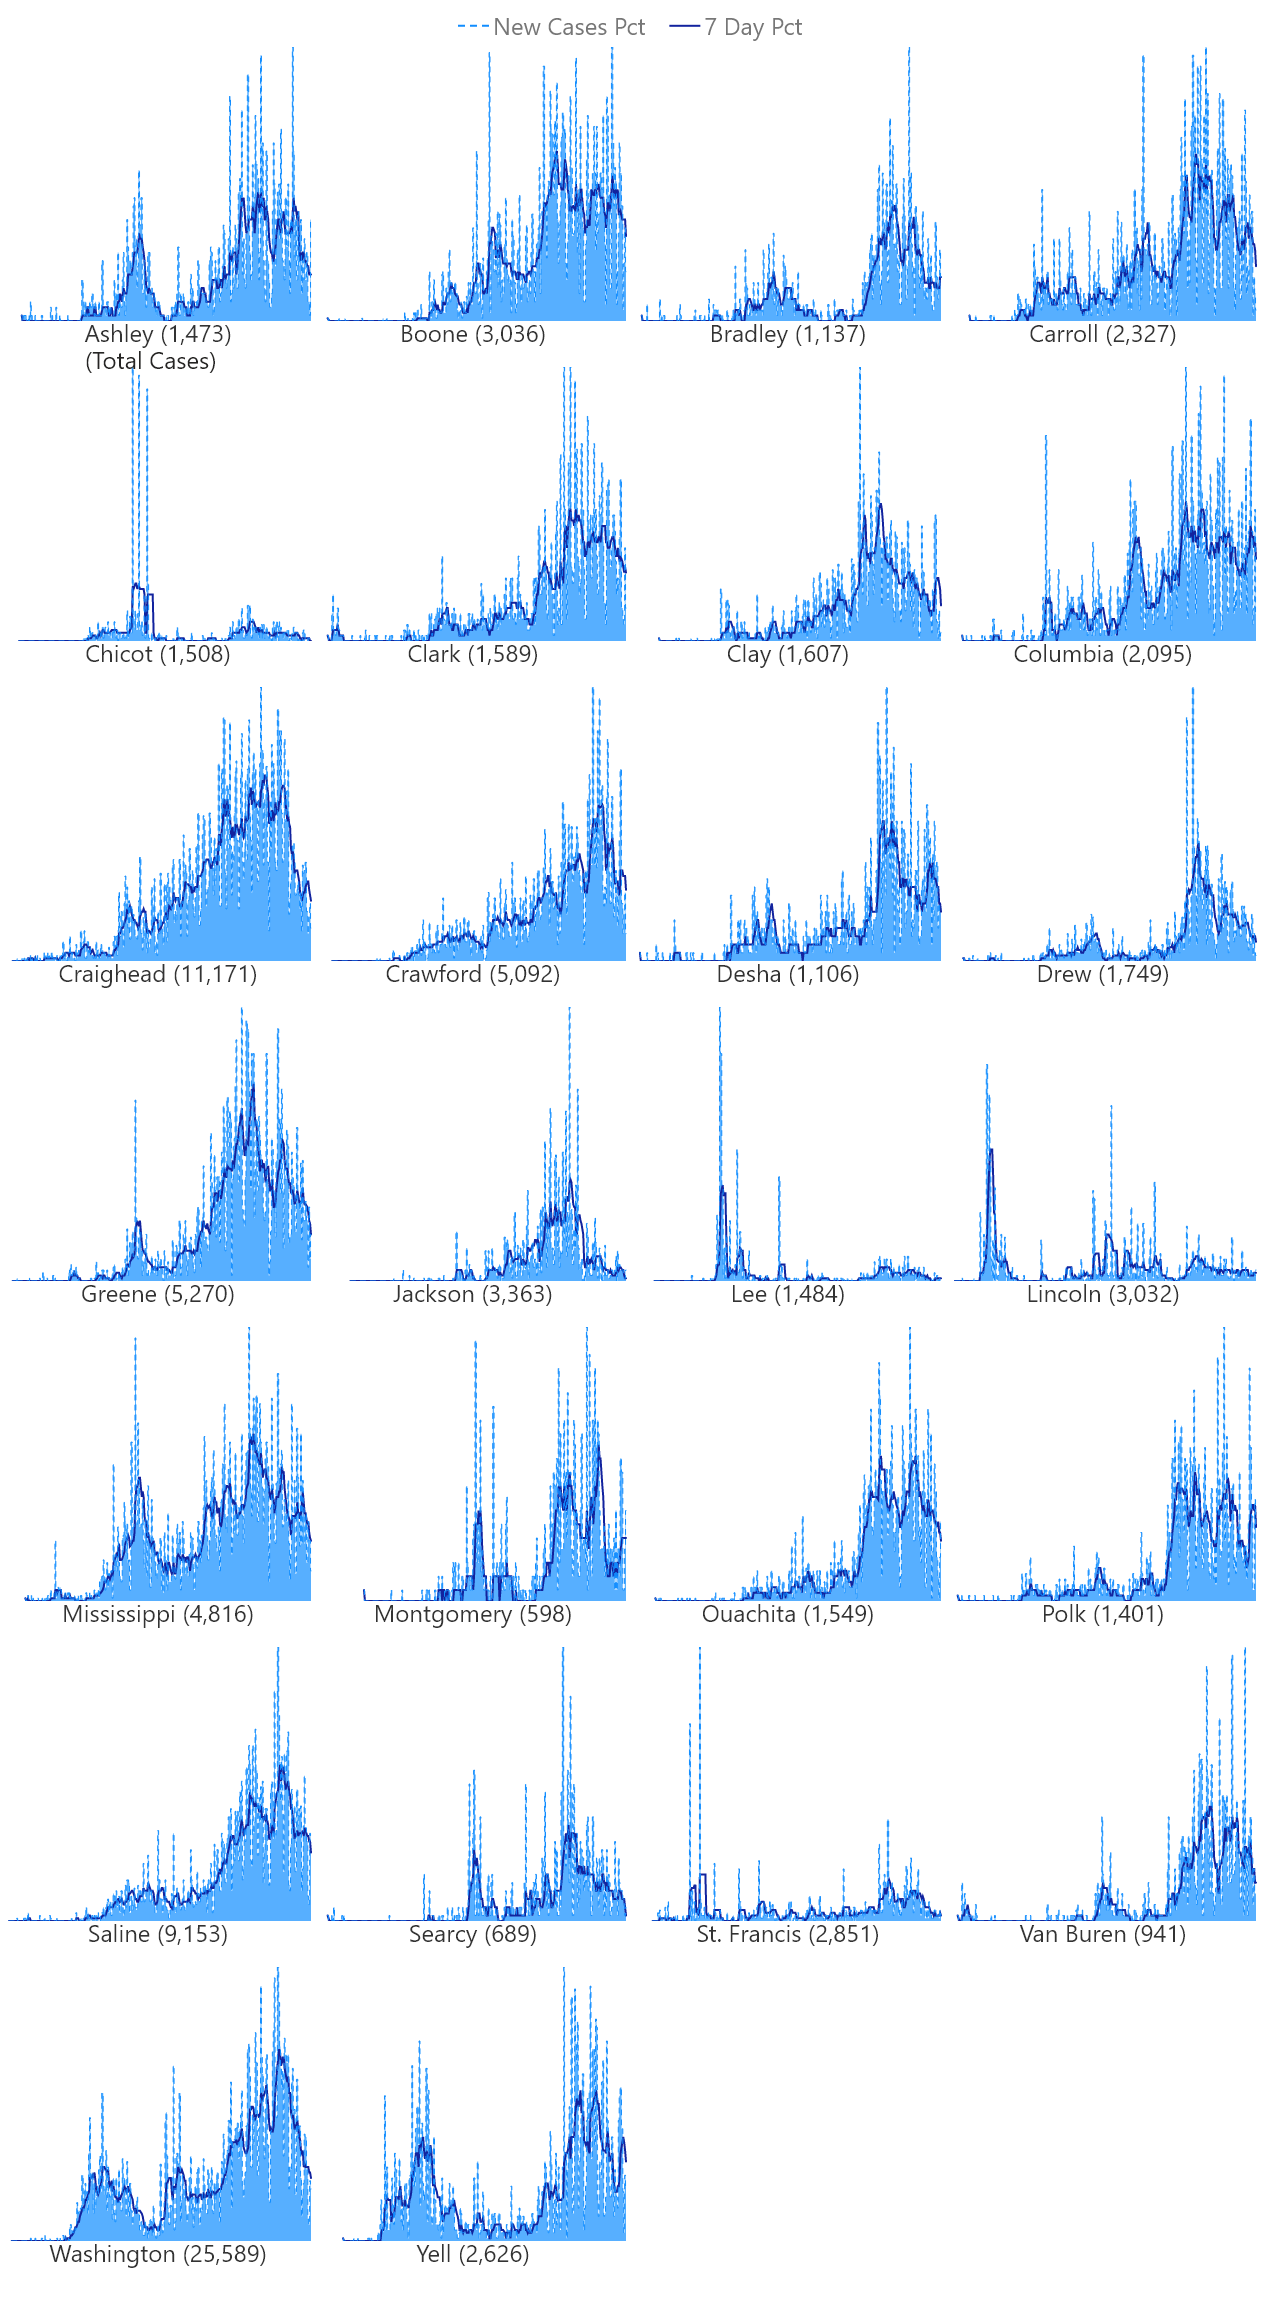 New Cases Pct 7 Day Pct
Ashley (1,473) Boone (3,036) Bradley (1,137) Carroll (2,327)
(Total Cases)
Chicot (1,508) Clark (1,589) Clay (1,607) Columbia (2,095)
Craighead (11,171) Crawford (5,092) Desha (1,106) Drew (1,749)
Greene (5,270) Jackson (3,363) Lee (1,484) Lincoln (3,032)
Mississippi (4,816) Montgomery (598) Ouachita (1,549) Polk (1,401)
Saline (9,153) Searcy (689) St. Francis (2,851) Van Buren (941)
Washington (25,589) Yell (2,626)